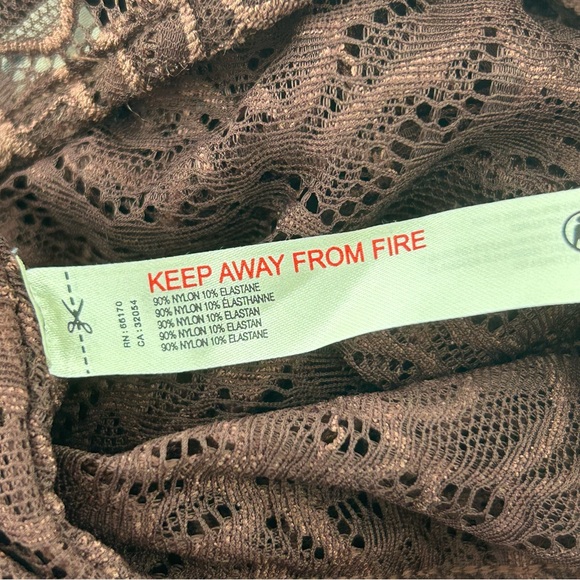 KEEP AWAY FROM FIRE
90% NYLON 10% ELASTANE
90% NYLON 10% ÉLASTHANNE
90% NYLON 10% ELASTAN
90% NYLON 10% ELASTAN
90% NYLON 10% ELASTANE
RN:66170
CA:32054